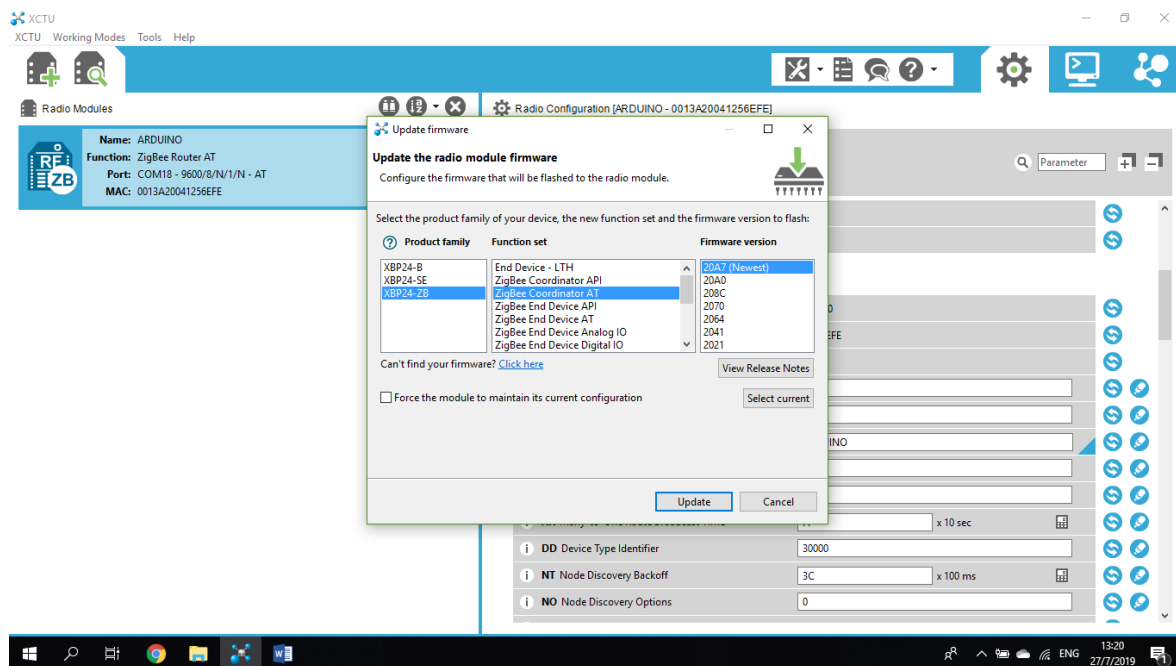 XCTU
XCTU Working Modes Tools Help
Radio Modules
Radio Configuration [ARDUINO - 0013A20041256EFE]
Name: ARDUINO
Function: ZigBee Router AT
Port: COM18 - 9600/8/N/1/N - AT
MAC: 0013A20041256EFE
RF
ZB
Parameter
Update firmware
Update the radio module firmware
Configure the firmware that will be flashed to the radio module.
Select the product family of your device, the new function set and the firmware version to flash:
Product family Function set Firmware version
XBP24-B
XBP24-SE
XBP24-ZB
End Device - LTH
ZigBee Coordinator API
ZigBee Coordinator AT
ZigBee End Device API
ZigBee End Device AT
ZigBee End Device Analog IO
ZigBee End Device Digital IO
20A7 (Newest)
20A0
208C
2070
2064
2041
2021
Can't find your firmware? Click here
View Release Notes
Force the module to maintain its current configuration
Select current
Update Cancel
0
EFE
INO
x 10 sec
i DD Device Type Identifier 30000
i NT Node Discovery Backoff 3C x 100 ms
i NO Node Discovery Options 0
ENG
13:20
27/7/2019